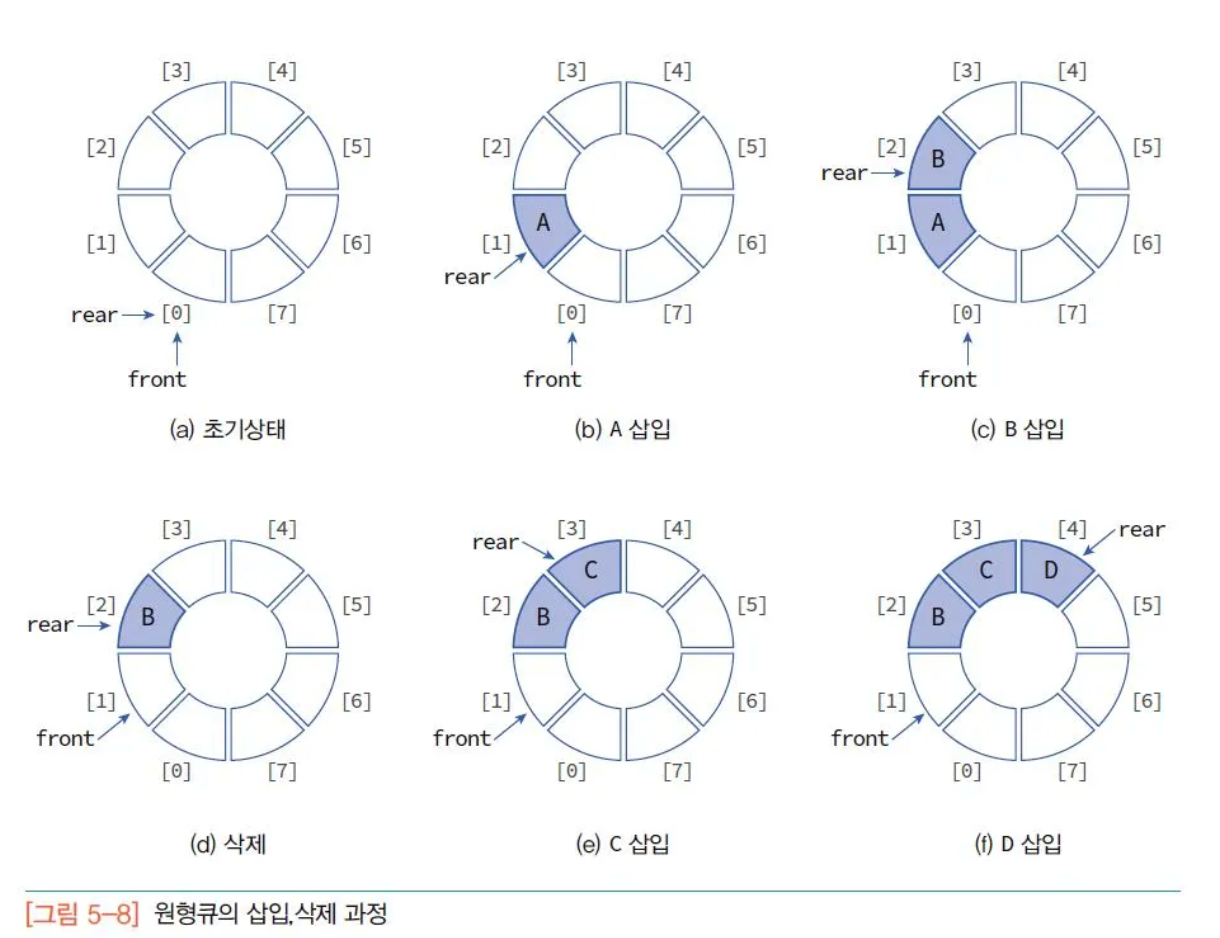 [3] [4] [3] [4] [3] [4]
[2] [5] [2] [5] [2] B [5]
rear
A A
[1] [6] [1] [6] [1] [6]
rear
rear [0] [7] [0] [7] [0] [7]
front front front
(a) 초기상태 (b) A 삽입 (c) B 삽입
[3] [4] [3] [4] [3] [4] rear
rear
C C D
[2] B [5] [2] B [5] [2] B [5]
rear
[1] [6] [1] [6] [1] [6]
front front front
[0] [7] [0] [7] [0] [7]
(d) 삭제 (e) C 삽입 (f) D 삽입
[그림 5-8] 원형큐의 삽입,삭제 과정